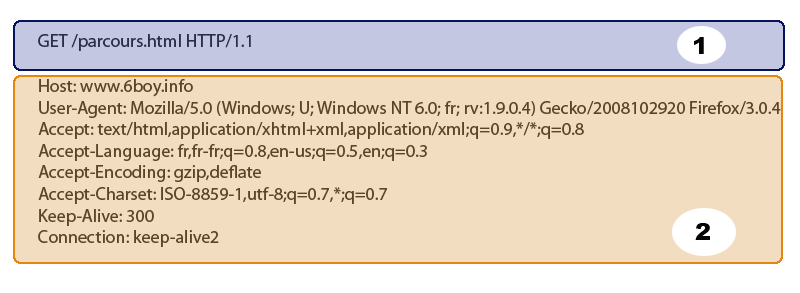 GET /parcours.html HTTP/1.1
1
Host: www.6boy.info
User-Agent: Mozilla/5.0 (Windows; U; Windows NT 6.0; fr; rv:1.9.0.4) Gecko/2008102920 Firefox/3.0.4
Accept: text/html,application/xhtml+xml,application/xml;q=0.9,*/*;q=0.8
Accept-Language: fr,fr-fr;q=0.8,en-us;q=0.5,en;q=0.3
Accept-Encoding: gzip,deflate
Accept-Charset: ISO-8859-1,utf-8;q=0.7,*;q=0.7
Keep-Alive: 300
Connection: keep-alive2
2